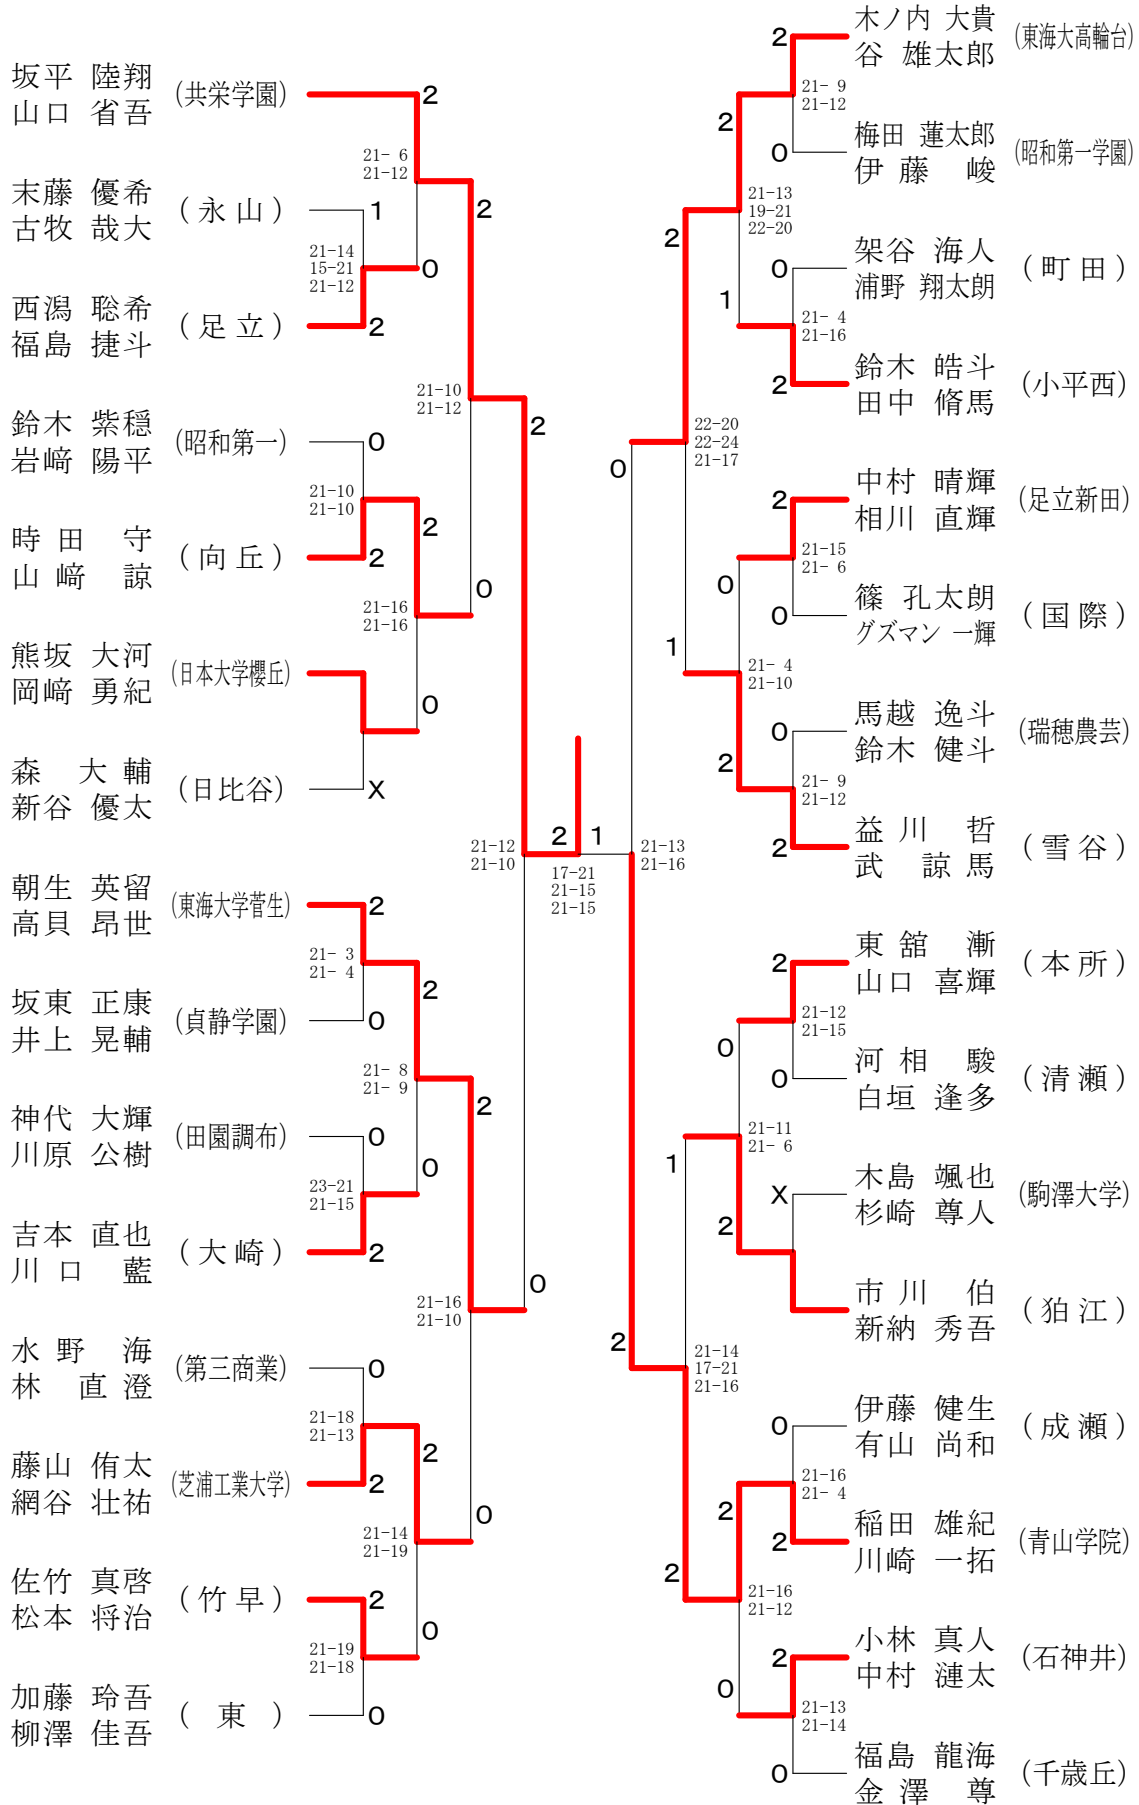 坂平 陸翔
山口 省吾
(共栄学園)
2
21- 6
21-12
末藤 優希
古牧 哉大
(永山)
1
21-14
15-21
21-12
0
2
西潟 聡希
福島 捷斗
(足立)
2
21-10
21-12
2
鈴木 紫穏
岩﨑 陽平
(昭和第一)
0
21-10
21-10
2
時田 守
山﨑 諒
(向丘)
2
0
21-16
21-16
熊坂 大河
岡﨑 勇紀
(日本大学櫻丘)
0
森 大輔
新谷 優太
(日比谷)
X
21-12
21-10
2
1
17-21
21-15
21-15
朝生 英留
高貝 昂世
(東海大学菅生)
2
21- 3
21- 4
2
坂東 正康
井上 晃輔
(貞静学園)
0
21- 8
21- 9
2
神代 大輝
川原 公樹
(田園調布)
0
23-21
21-15
0
吉本 直也
川口 藍
(大崎)
2
21-16
21-10
0
水野 海
林 直澄
(第三商業)
0
21-18
21-13
2
藤山 侑太
網谷 壮祐
(芝浦工業大学)
2
0
21-14
21-19
佐竹 真啓
松本 将治
(竹早)
2
21-19
21-18
0
加藤 玲吾
柳澤 佳吾
(東)
0
木ノ内 大貴
谷 雄太郎
(東海大高輪台)
2
21- 9
21-12
2
梅田 蓮太郎
伊藤 峻
(昭和第一学園)
0
21-13
19-21
22-20
2
架谷 海人
浦野 翔太朗
(町田)
0
1
21- 4
21-16
鈴木 皓斗
田中 脩馬
(小平西)
2
22-20
22-24
21-17
0
中村 晴輝
相川 直輝
(足立新田)
2
21-15
21- 6
0
篠 孔太朗
グズマン 一輝
(国際)
0
1
21- 4
21-10
馬越 逸斗
鈴木 健斗
(瑞穂農芸)
0
2
21- 9
21-12
益川 哲
武 諒馬
(雪谷)
2
21-13
21-16
東舘 漸
山口 喜輝
(本所)
2
21-12
21-15
0
河相 駿
白垣 逢多
(清瀬)
0
21-11
21- 6
1
木島 颯也
杉崎 尊人
(駒澤大学)
X
2
市川 伯
新納 秀吾
(狛江)
2
21-14
17-21
21-16
伊藤 健生
有山 尚和
(成瀬)
0
21-16
21- 4
2
稲田 雄紀
川崎 一拓
(青山学院)
2
2
21-16
21-12
小林 真人
中村 漣太
(石神井)
2
0
21-13
21-14
福島 龍海
金澤 尊
(千歳丘)
0